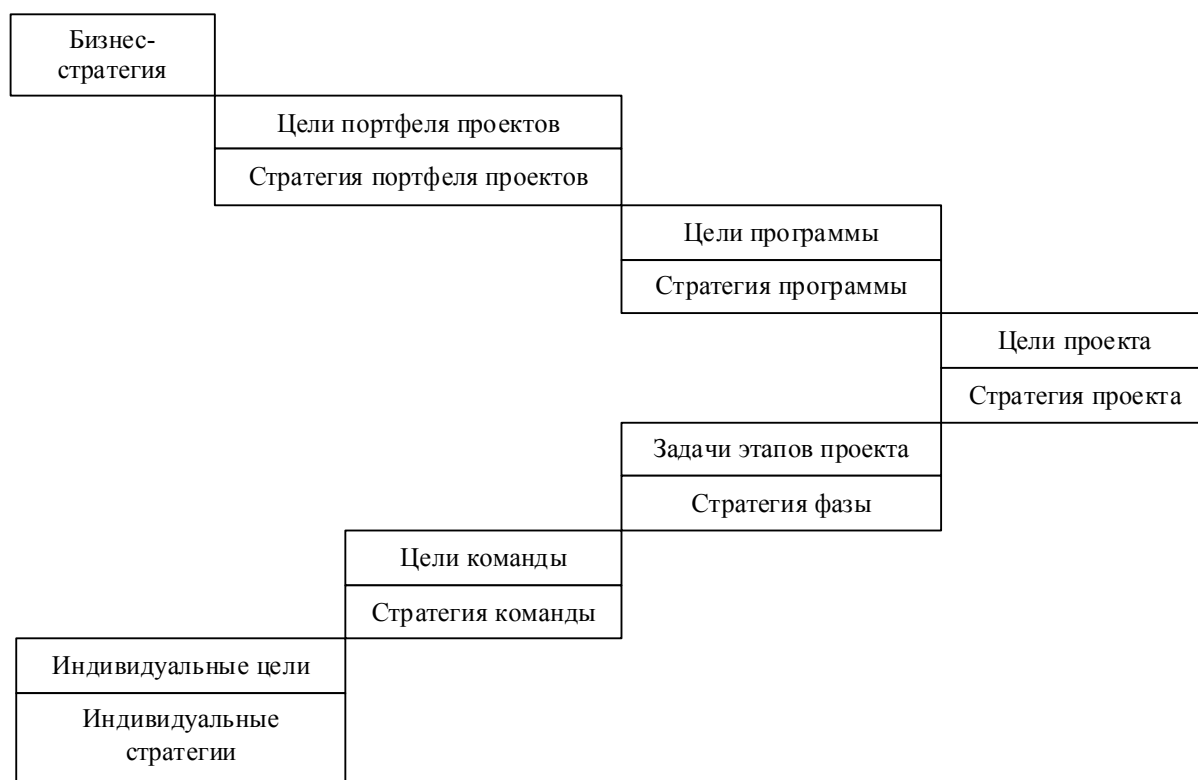 Бизнес-
стратегия
Цели портфеля проектов
Стратегия портфеля проектов
Цели программы
Стратегия программы
Цели проекта
Стратегия проекта
Задачи этапов проекта
Стратегия фазы
Цели команды
Стратегия команды
Индивидуальные цели
Индивидуальные
стратегии